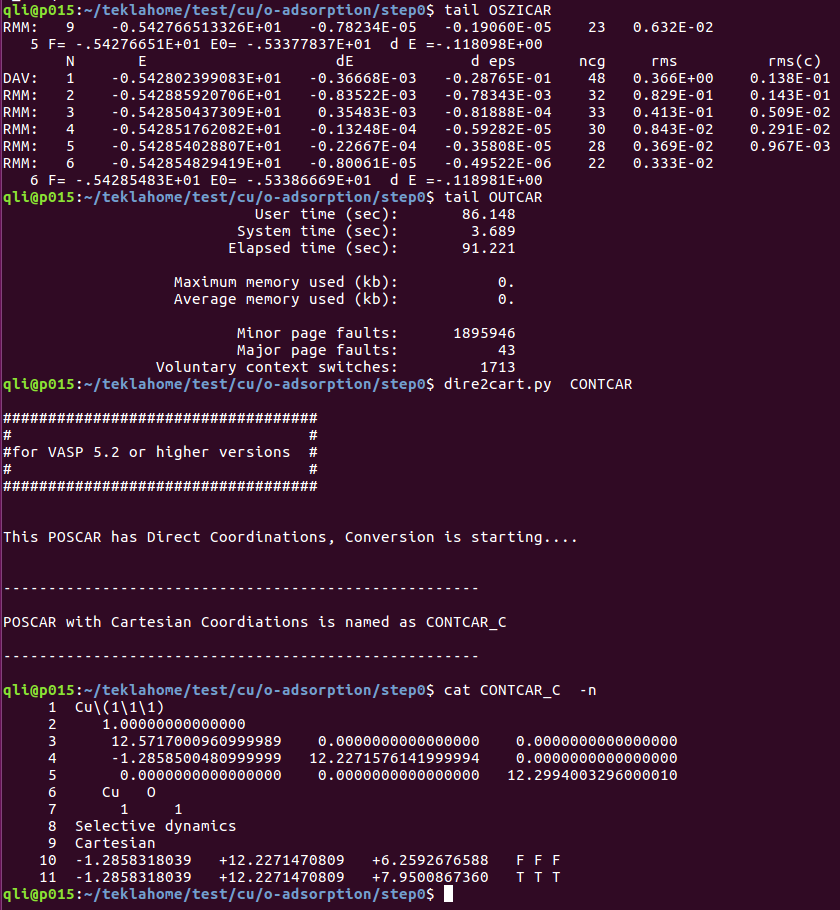 qli@p015:~/teklahome/test/cu/o-adsorption/step0$ tail OSZICAR
RMM:   9    -0.542766513326E+01   -0.78234E-05   -0.19060E-05    23   0.632E-02
   5 F= -.54276651E+01 E0= -.53377837E+01  d E =-.118098E+00
       N       E                     dE             d eps       ncg     rms          rms(c)
DAV:   1    -0.542802399083E+01   -0.36668E-03   -0.28765E-01    48   0.366E+00    0.138E-01
RMM:   2    -0.542885920706E+01   -0.83522E-03   -0.78343E-03    32   0.829E-01    0.143E-01
RMM:   3    -0.542850437309E+01    0.35483E-03   -0.81888E-04    33   0.413E-01    0.509E-02
RMM:   4    -0.542851762082E+01   -0.13248E-04   -0.59282E-05    30   0.843E-02    0.291E-02
RMM:   5    -0.542854028807E+01   -0.22667E-04   -0.35808E-05    28   0.369E-02    0.967E-03
RMM:   6    -0.542854829419E+01   -0.80061E-05   -0.49522E-06    22   0.333E-02
   6 F= -.54285483E+01 E0= -.53386669E+01  d E =-.118981E+00
qli@p015:~/teklahome/test/cu/o-adsorption/step0$ tail OUTCAR
                            User time (sec):       86.148
                          System time (sec):        3.689
                         Elapsed time (sec):       91.221

                   Maximum memory used (kb):           0.
                   Average memory used (kb):           0.

                          Minor page faults:      1895946
                          Major page faults:           43
                 Voluntary context switches:         1713
qli@p015:~/teklahome/test/cu/o-adsorption/step0$ dire2cart.py  CONTCAR

###################################
#                                 #
#for VASP 5.2 or higher versions  #
#                                 #
###################################


This POSCAR has Direct Coordinations, Conversion is starting....


-----------------------------------------------------

POSCAR with Cartesian Coordiations is named as CONTCAR_C

-----------------------------------------------------

qli@p015:~/teklahome/test/cu/o-adsorption/step0$ cat CONTCAR_C  -n
     1  Cu\(1\1\1)
     2     1.00000000000000
     3      12.5717000960999989    0.0000000000000000    0.0000000000000000
     4      -1.2858500480999999   12.2271576141999994    0.0000000000000000
     5       0.0000000000000000    0.0000000000000000   12.2994003296000010
     6     Cu   O
     7       1     1
     8  Selective dynamics
     9  Cartesian
    10  -1.2858318039   +12.2271470809   +6.2592676588   F F F
    11  -1.2858318039   +12.2271470809   +7.9500867360   T T T
qli@p015:~/teklahome/test/cu/o-adsorption/step0$